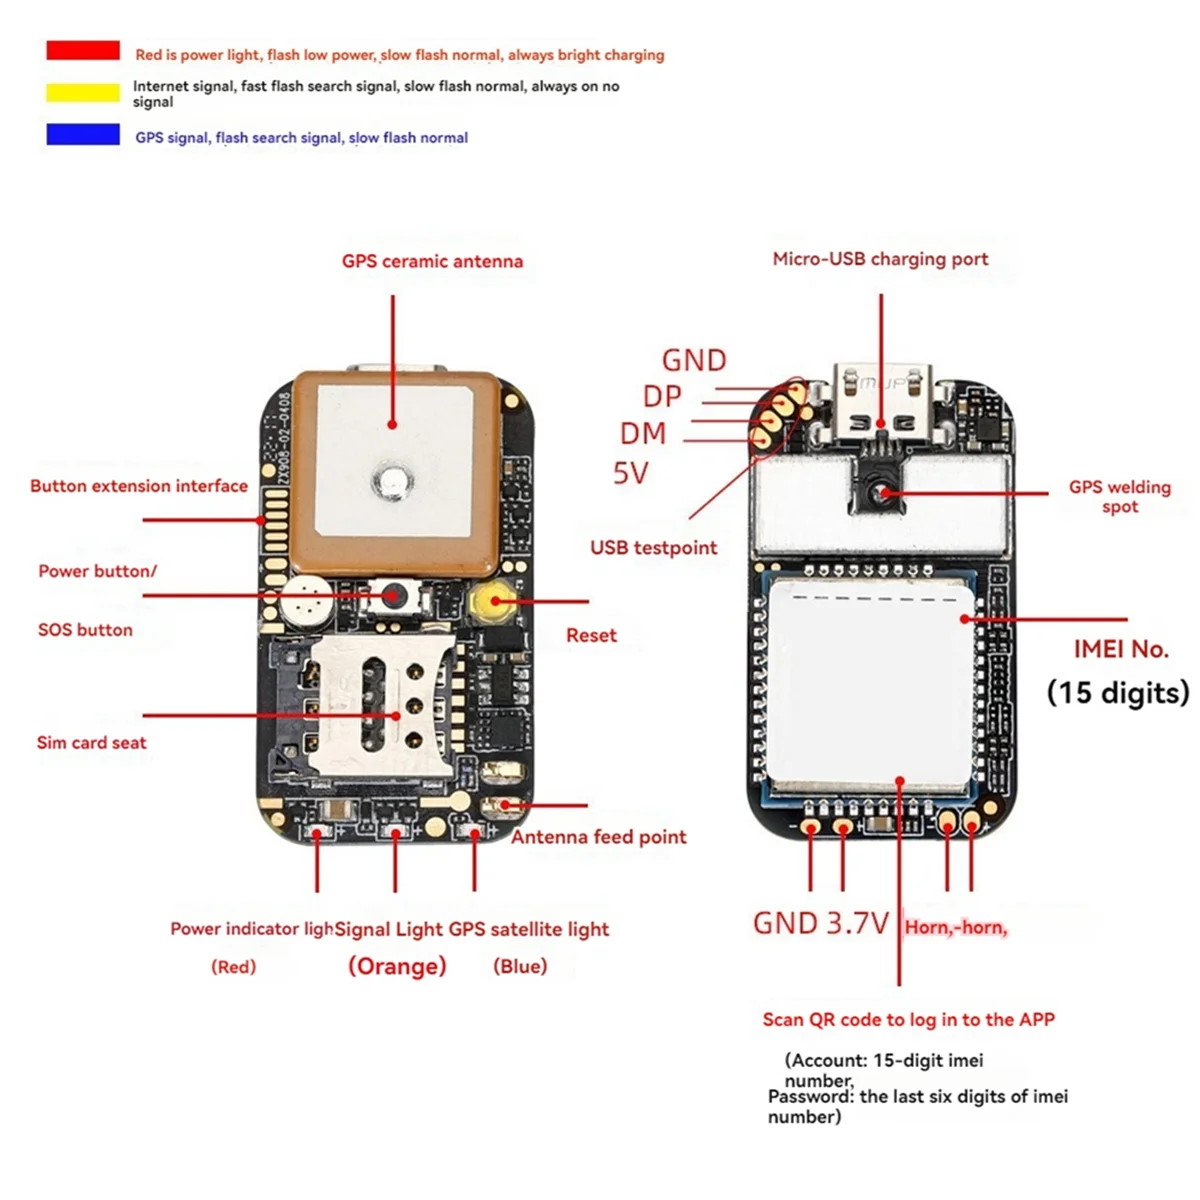 Red is power light, flash low power, slow flash normal, always bright charging
Internet signal, fast flash search signal, slow flash normal, always on no
signal
GPS signal, flash search signal, slow flash normal
GPS ceramic antenna
Micro-USB charging port
GND
DP
DM
5V
USB testpoint
ZX908-02-0408
Button extension interface
GPS welding
spot
Power button/
SOS button
Reset
IMEI No.
(15 digits)
Sim card seat
Antenna feed point
Power indicator ligh
Signal Light
GPS satellite light
(Red)
(Orange)
(Blue)
GND 3.7V
Horn,-horn,
Scan QR code to log in to the APP
(Account: 15-digit imei
number,
Password: the last six digits of imei
number)